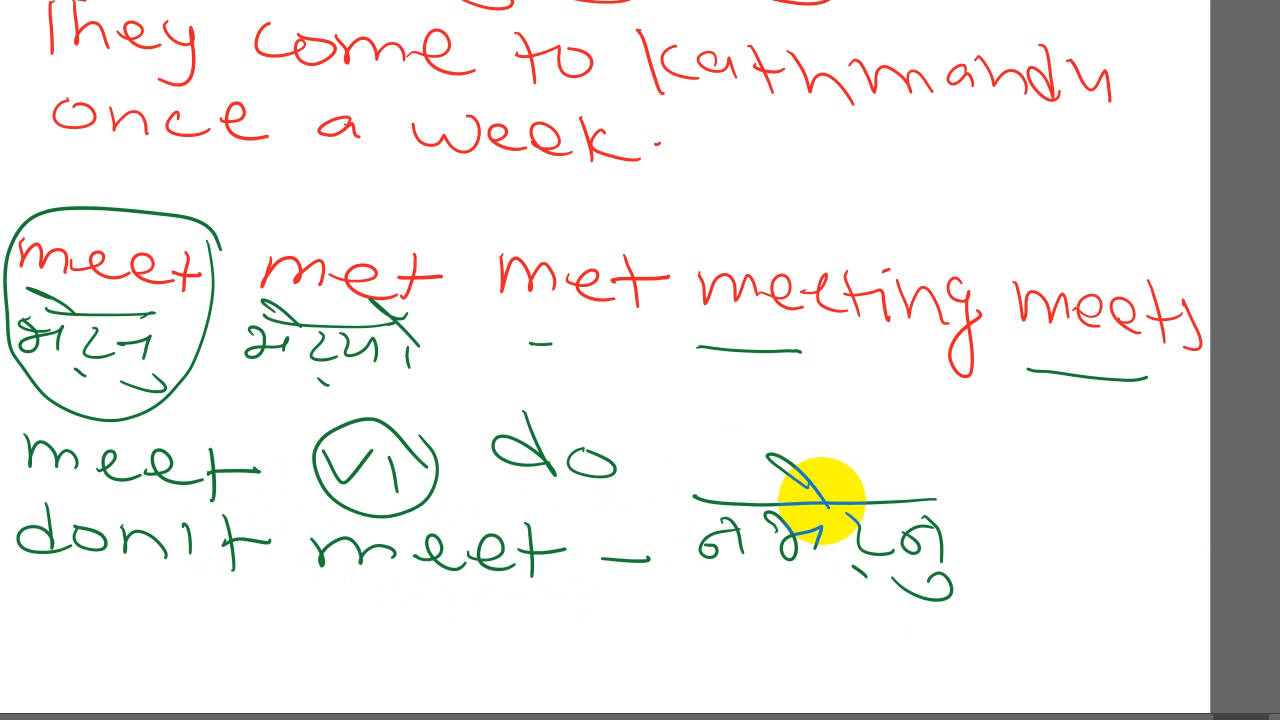 They come to Kathmandu
once a week.
meet met met meeting meets
भेट्नु भेट्यो - — —
meet V1 do
don't meet - नभेट्नु